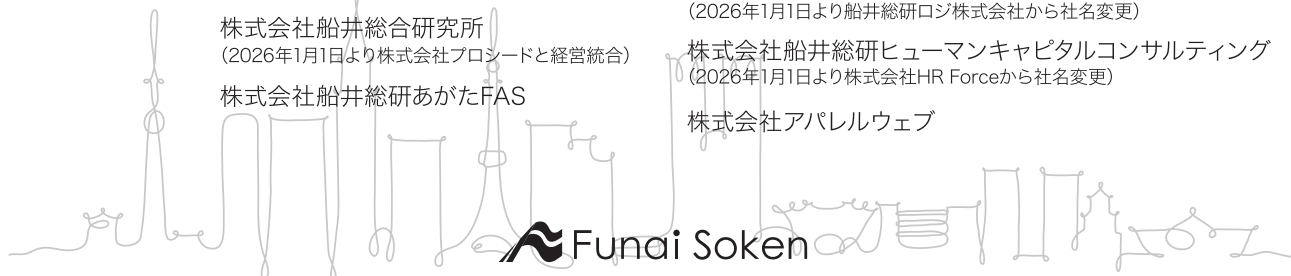 株式会社船井総合研究所
（2026年1月1日より株式会社プロシードと経営統合）
株式会社船井総研あがたFAS
（2026年1月1日より船井総研ロジ株式会社から社名変更）
株式会社船井総研ヒューマンキャピタルコンサルティング
（2026年1月1日より株式会社HR Forceから社名変更）
株式会社アパレルウェブ
Funai Soken